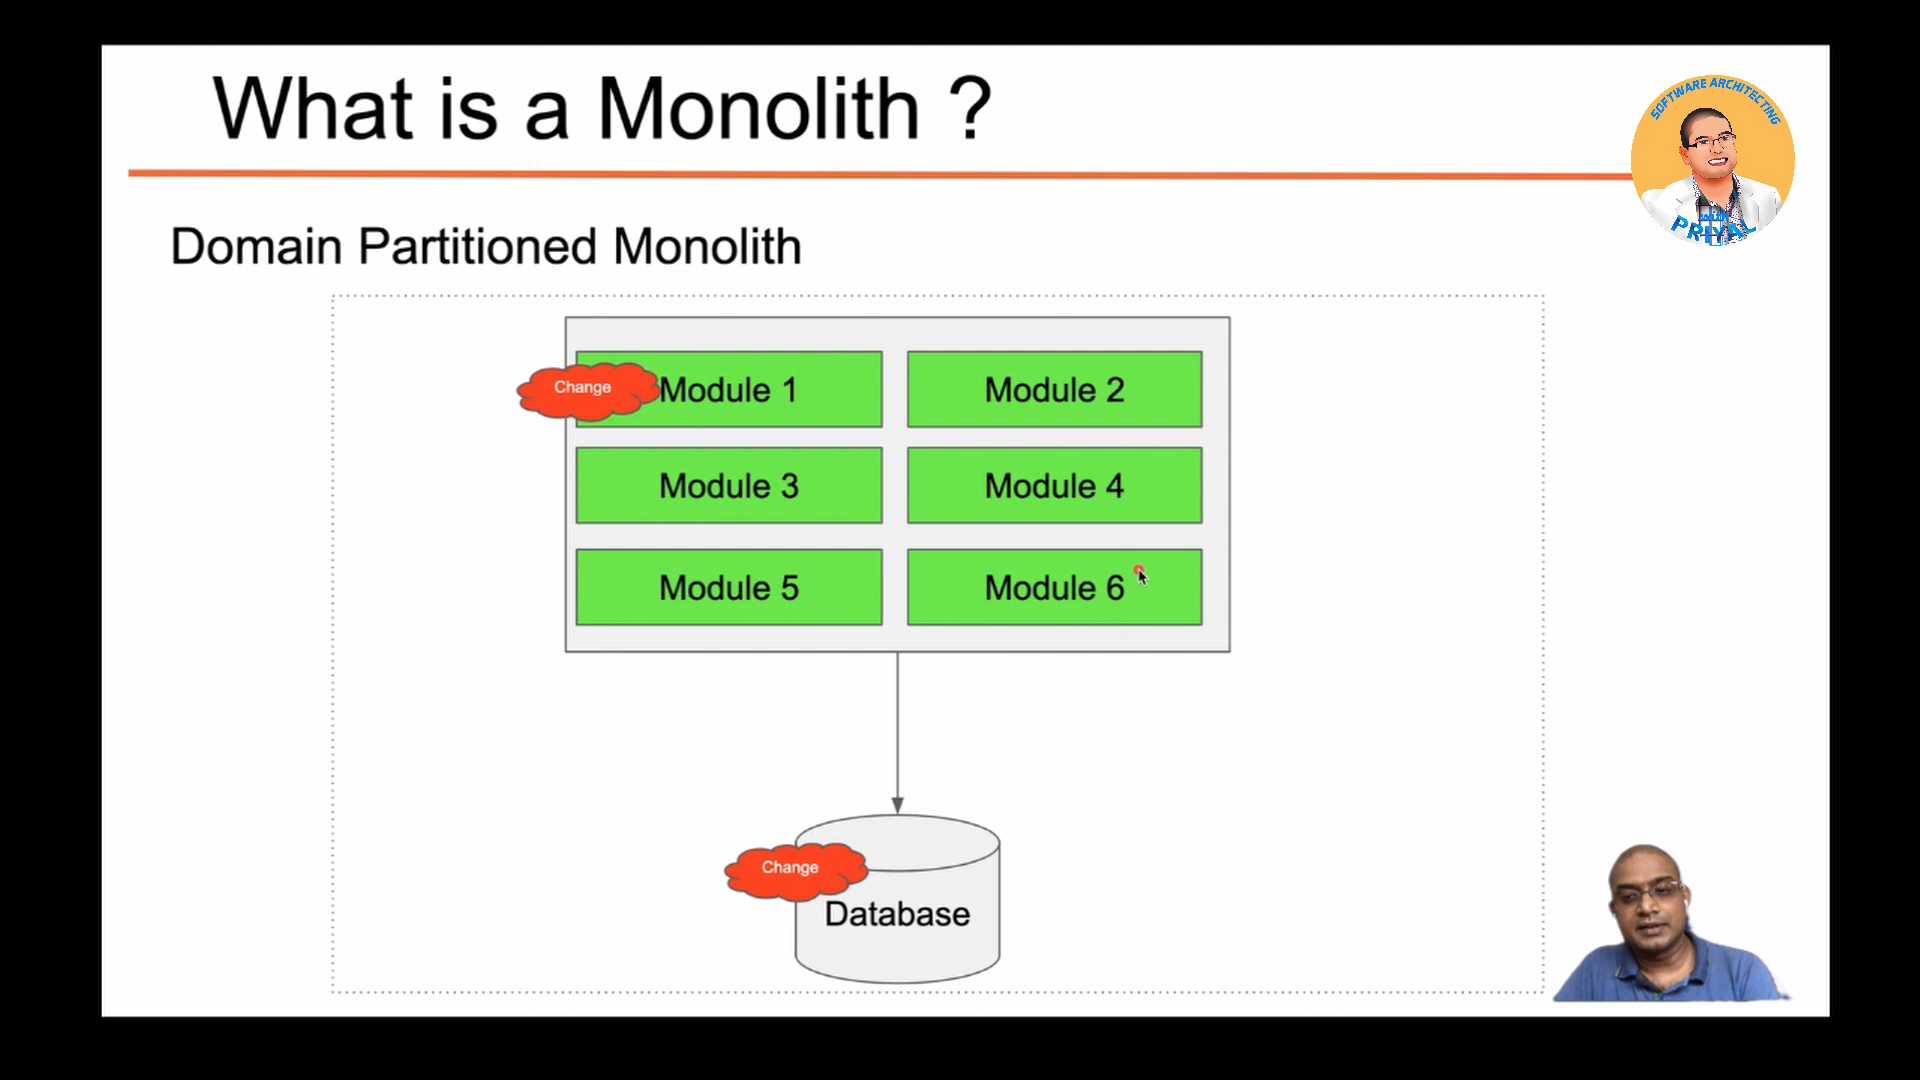 What is a Monolith ?
SOFTWARE ARCHITECTING
PRIYAL
Domain Partitioned Monolith
Change
Module 1
Module 2
Module 3
Module 4
Module 5
Module 6
Change
Database